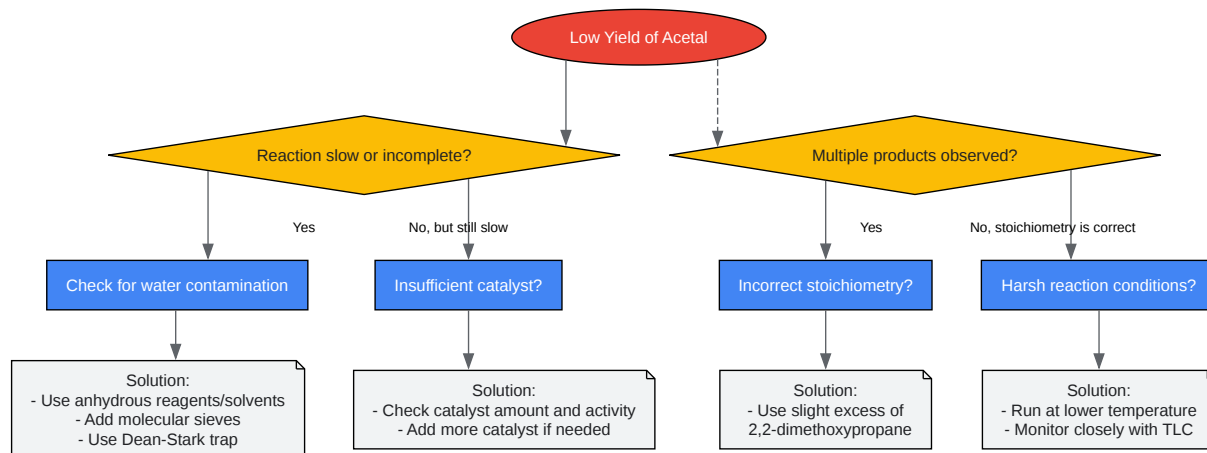 Low Yield of Acetal
Reaction slow or incomplete?
Multiple products observed?
Yes
No, but still slow
Yes
No, stoichiometry is correct
Check for water contamination
Insufficient catalyst?
Incorrect stoichiometry?
Harsh reaction conditions?
Solution:
- Use anhydrous reagents/solvents
- Add molecular sieves
- Use Dean-Stark trap
Solution:
- Check catalyst amount and activity
- Add more catalyst if needed
Solution:
- Use slight excess of
2,2-dimethoxypropane
Solution:
- Run at lower temperature
- Monitor closely with TLC